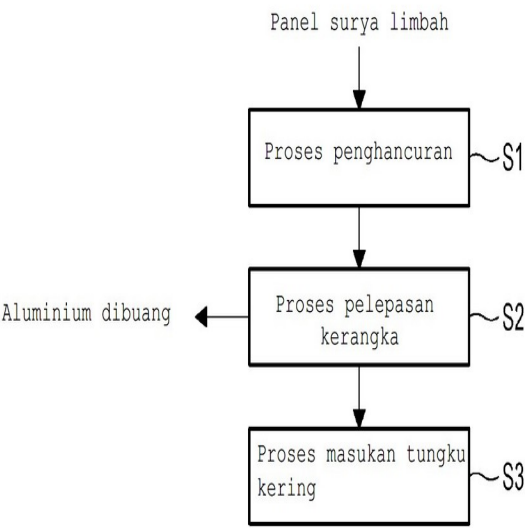 Panel surya limbah
Proses penghancuran
S1
Proses pelepasan
kerangka
S2
Aluminium dibuang
Proses masukan tungku
kering
S3